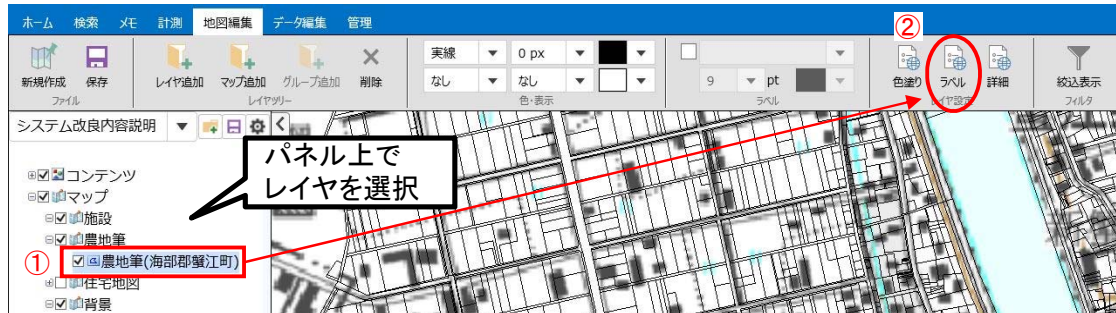 ホーム 検索 メモ 計測 地図編集 データ編集 管理
②
実線 0 px
なし なし
9 pt
新規作成 保存 レイヤ追加 マップ追加 グループ追加 削除 色塗り ラベル 詳細 絞込表示
ファイル レイヤツリー 色・表示 ラベル レイヤ設定 フィルタ
システム改良内容説明
パネル上で
レイヤを選択
コンテンツ
マップ
施設
農地筆
① 農地筆(海部郡蟹江町)
住宅地図
背景